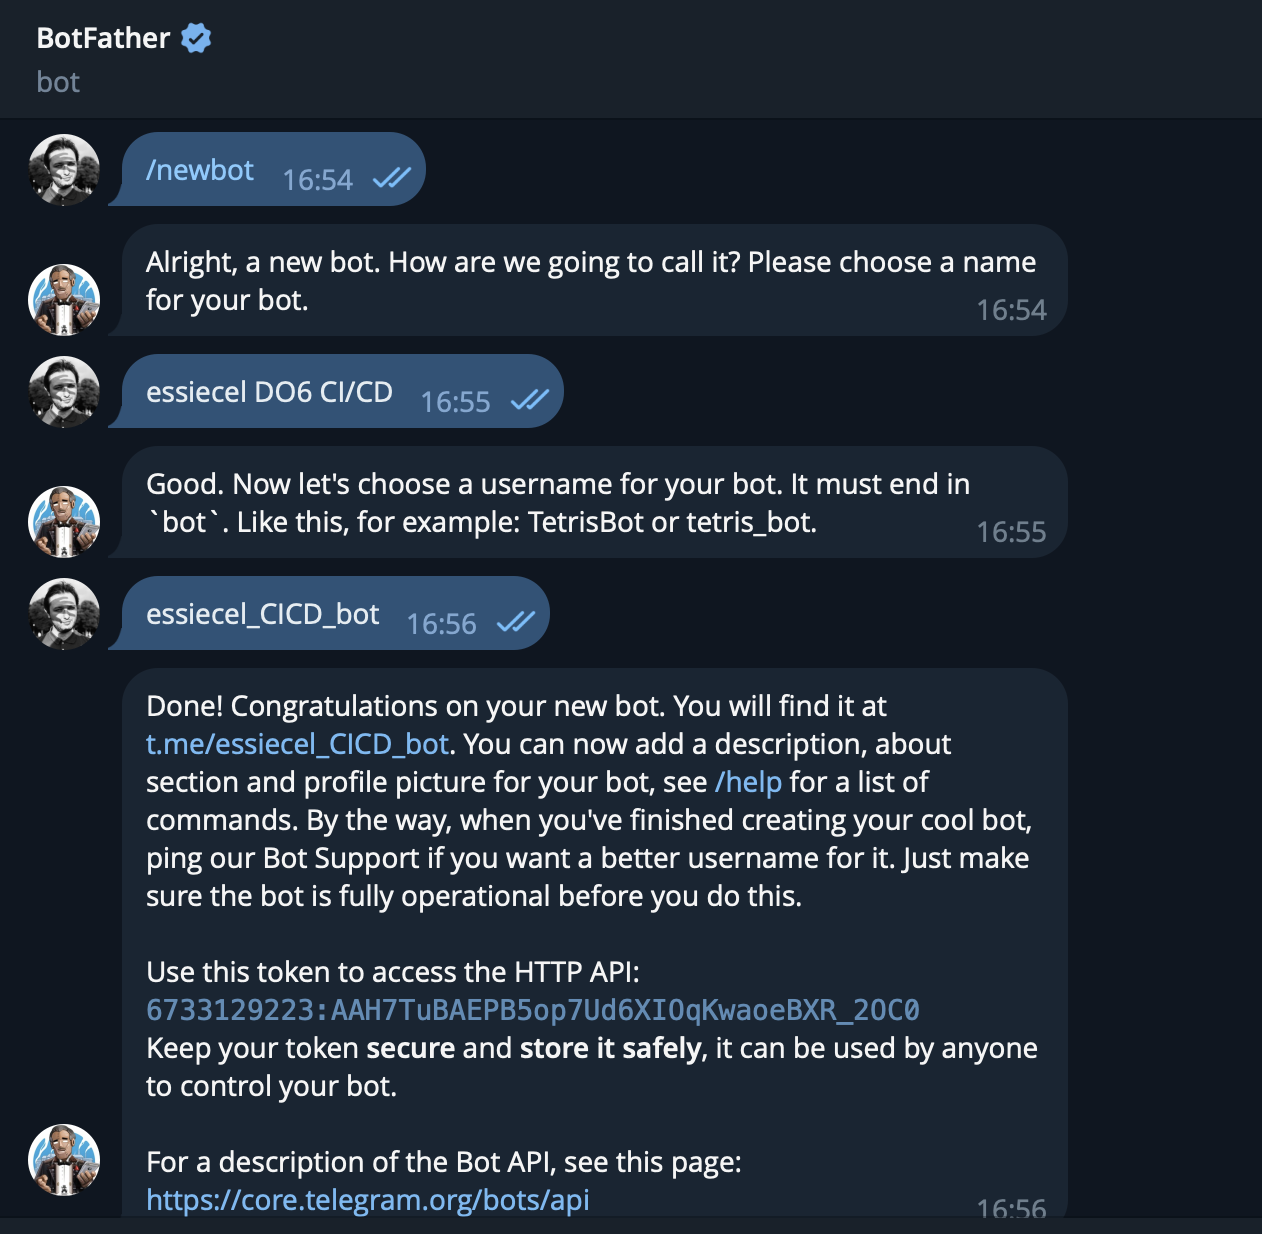 BotFather
bot
/newbot 16:54
Alright, a new bot. How are we going to call it? Please choose a name
for your bot. 16:54
essiecel DO6 CI/CD 16:55
Good. Now let's choose a username for your bot. It must end in
`bot`. Like this, for example: TetrisBot or tetris_bot. 16:55
essiecel_CICD_bot 16:56
Done! Congratulations on your new bot. You will find it at
t.me/essiecel_CICD_bot. You can now add a description, about
section and profile picture for your bot, see /help for a list of
commands. By the way, when you've finished creating your cool bot,
ping our Bot Support if you want a better username for it. Just make
sure the bot is fully operational before you do this.
Use this token to access the HTTP API:
6733129223:AAH7TuBAEPB5op7Ud6XIOqKwaoeBXR_2OC0
Keep your token secure and store it safely, it can be used by anyone
to control your bot.
For a description of the Bot API, see this page:
https://core.telegram.org/bots/api 16:56